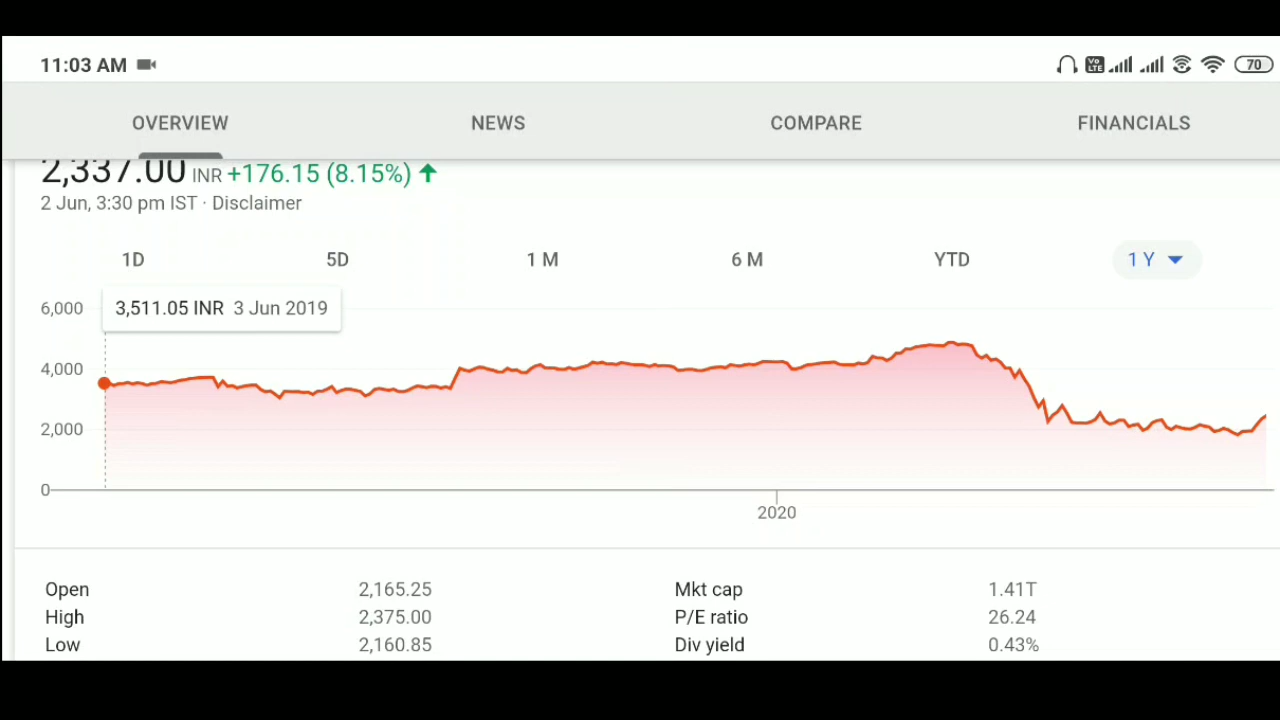 11:03 AM
Vo LTE
70
OVERVIEW NEWS COMPARE FINANCIALS
2,337.00 INR +176.15 (8.15%) ↑
2 Jun, 3:30 pm IST · Disclaimer
1D 5D 1 M 6 M YTD 1 Y
6,000
3,511.05 INR 3 Jun 2019
4,000
2,000
0
2020
Open 2,165.25 Mkt cap 1.41T
High 2,375.00 P/E ratio 26.24
Low 2,160.85 Div yield 0.43%